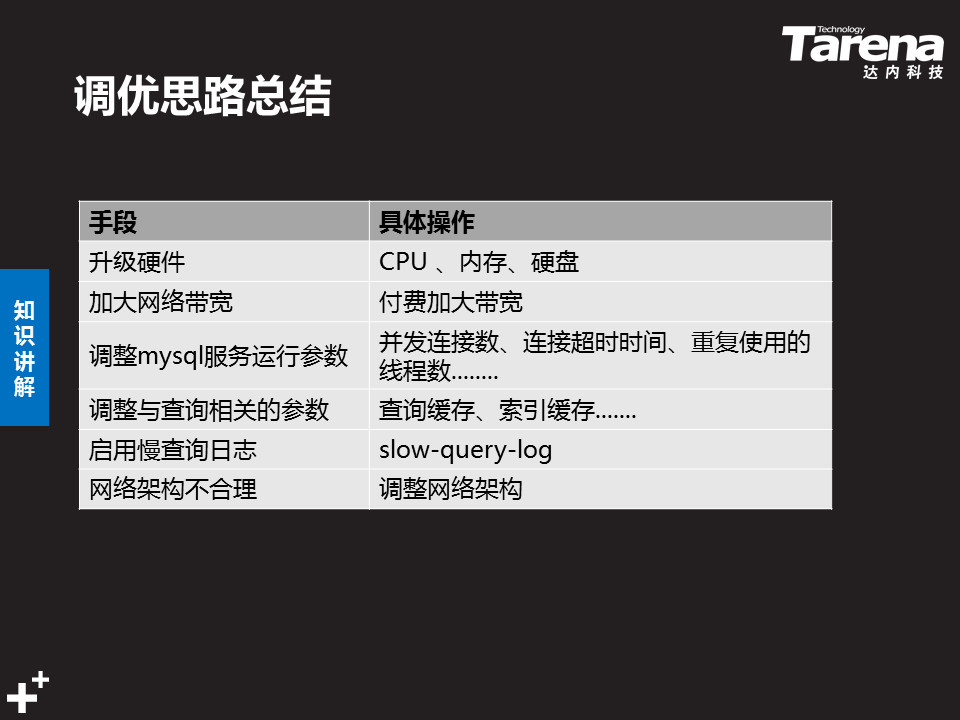 Technology
Tarena
达内科技
调优思路总结
手段 具体操作
升级硬件 CPU 、内存、硬盘
加大网络带宽 付费加大带宽
调整mysql服务运行参数 并发连接数、连接超时时间、重复使用的
线程数........
调整与查询相关的参数 查询缓存、索引缓存.......
启用慢查询日志 slow-query-log
网络架构不合理 调整网络架构
知
识
讲
解